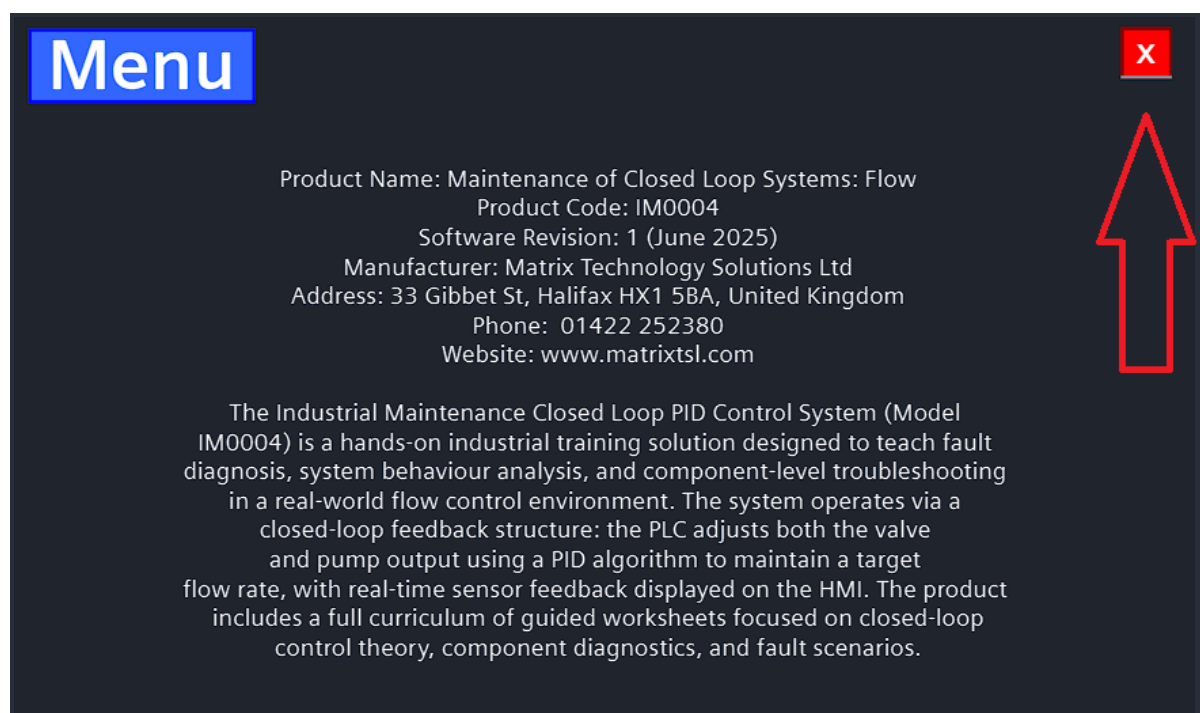 Menu
X
Product Name: Maintenance of Closed Loop Systems: Flow
Product Code: IM0004
Software Revision: 1 (June 2025)
Manufacturer: Matrix Technology Solutions Ltd
Address: 33 Gibbet St, Halifax HX1 5BA, United Kingdom
Phone:  01422 252380
Website: www.matrixtsl.com
The Industrial Maintenance Closed Loop PID Control System (Model
IM0004) is a hands-on industrial training solution designed to teach fault
diagnosis, system behaviour analysis, and component-level troubleshooting
in a real-world flow control environment. The system operates via a
closed-loop feedback structure: the PLC adjusts both the valve
and pump output using a PID algorithm to maintain a target
flow rate, with real-time sensor feedback displayed on the HMI. The product
includes a full curriculum of guided worksheets focused on closed-loop
control theory, component diagnostics, and fault scenarios.